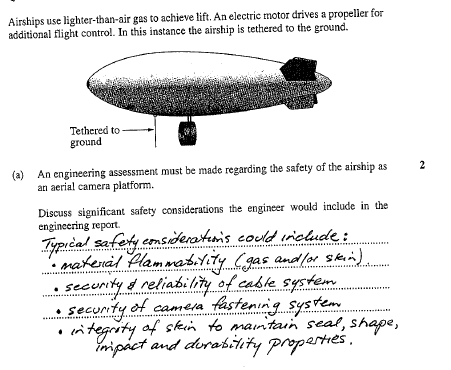 Airships use lighter-than-air gas to achieve lift. An electric motor drives a propeller for
additional flight control. In this instance the airship is tethered to the ground.
Tethered to
ground
(a) An engineering assessment must be made regarding the safety of the airship as 2
an aerial camera platform.
Discuss significant safety considerations the engineer would include in the
engineering report.
Typical safety considerations could include:
• material flammability (gas and/or skin)
• security & reliability of cable system
• security of camera fastening system
• integrity of skin to maintain seal, shape,
impact and durability properties.